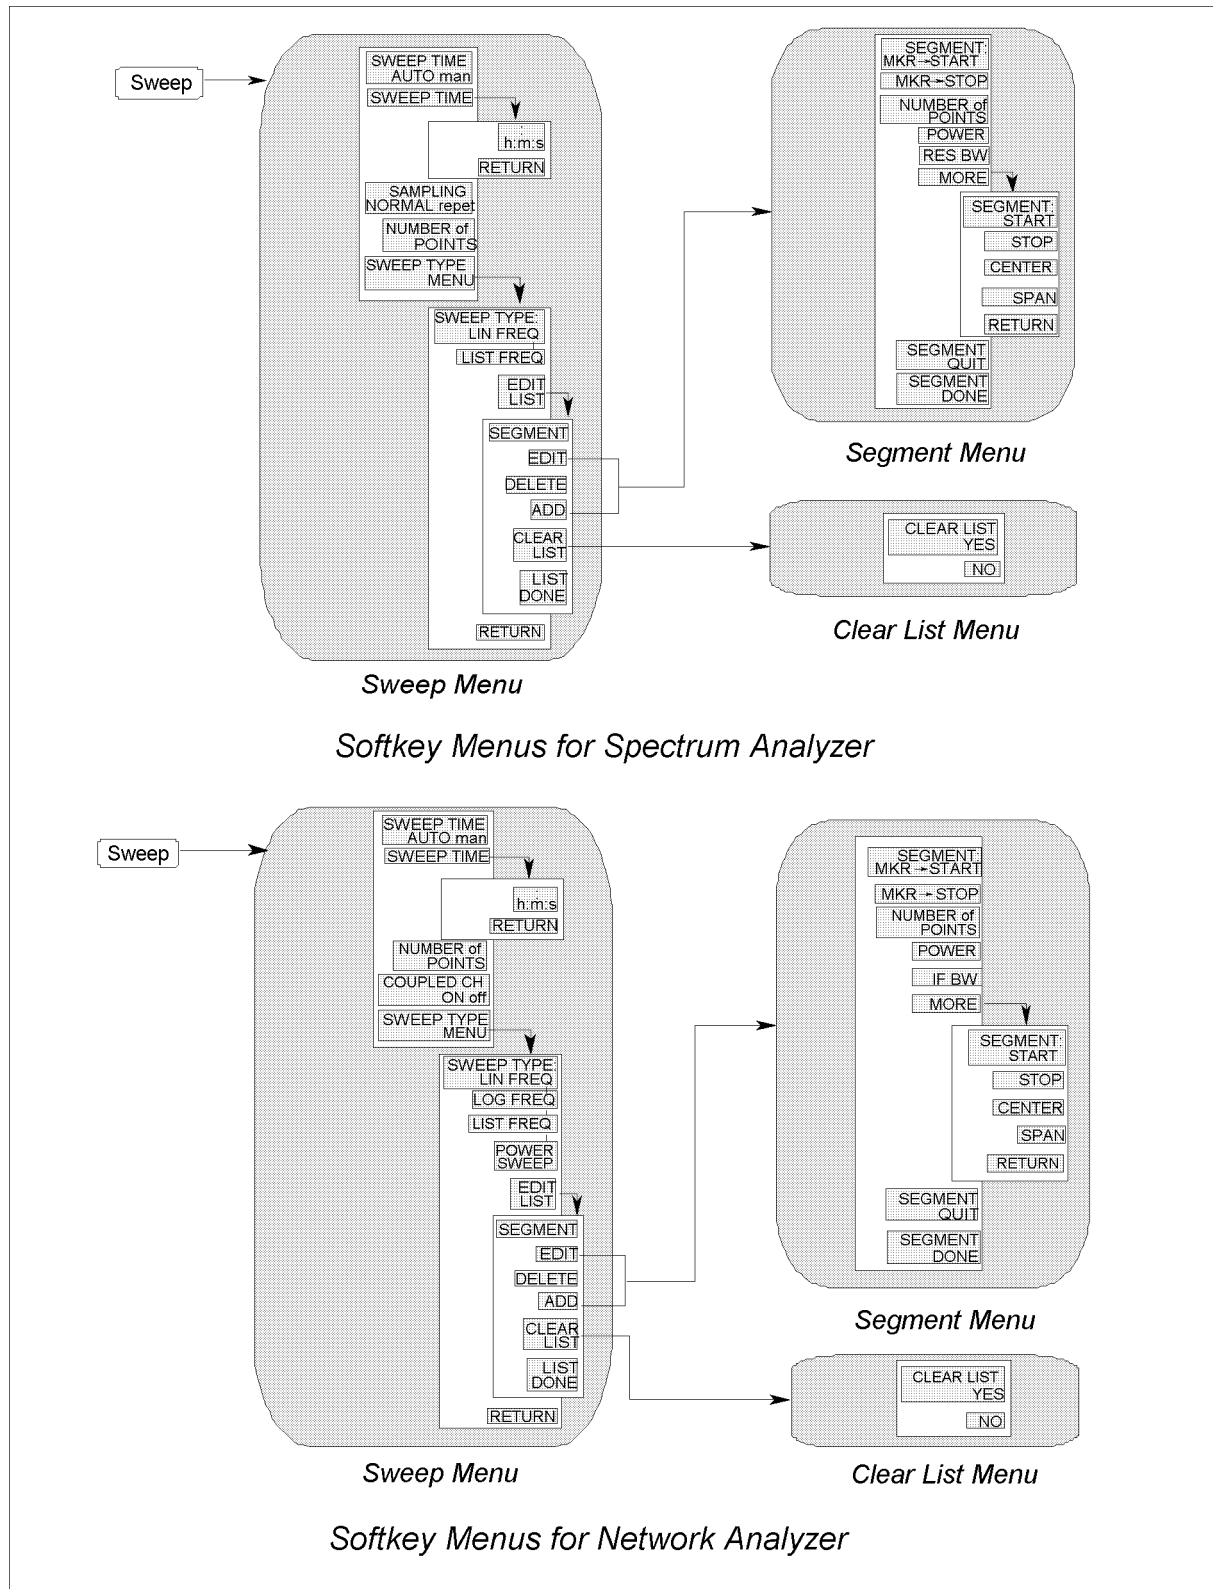 Sweep
SWEEP TIME
AUTO man
SWEEP TIME
:
h:m:s
RETURN
SAMPLING
NORMAL repet
NUMBER of
POINTS
SWEEP TYPE
MENU
SWEEP TYPE:
LIN FREQ
LIST FREQ
EDIT
LIST
SEGMENT
EDIT
DELETE
ADD
CLEAR
LIST
LIST
DONE
RETURN
Sweep Menu
SEGMENT:
MKR→START
MKR→STOP
NUMBER of
POINTS
POWER
RES BW
MORE
SEGMENT:
START
STOP
CENTER
SPAN
RETURN
SEGMENT
QUIT
SEGMENT
DONE
Segment Menu
CLEAR LIST
YES
NO
Clear List Menu
Softkey Menus for Spectrum Analyzer
Sweep
SWEEP TIME
AUTO man
SWEEP TIME
:
h:m:s
RETURN
NUMBER of
POINTS
COUPLED CH
ON off
SWEEP TYPE
MENU
SWEEP TYPE:
LIN FREQ
LOG FREQ
LIST FREQ
POWER
SWEEP
EDIT
LIST
SEGMENT
EDIT
DELETE
ADD
CLEAR
LIST
LIST
DONE
RETURN
Sweep Menu
SEGMENT:
MKR→START
MKR→STOP
NUMBER of
POINTS
POWER
IF BW
MORE
SEGMENT:
START
STOP
CENTER
SPAN
RETURN
SEGMENT
QUIT
SEGMENT
DONE
Segment Menu
CLEAR LIST
YES
NO
Clear List Menu
Softkey Menus for Network Analyzer